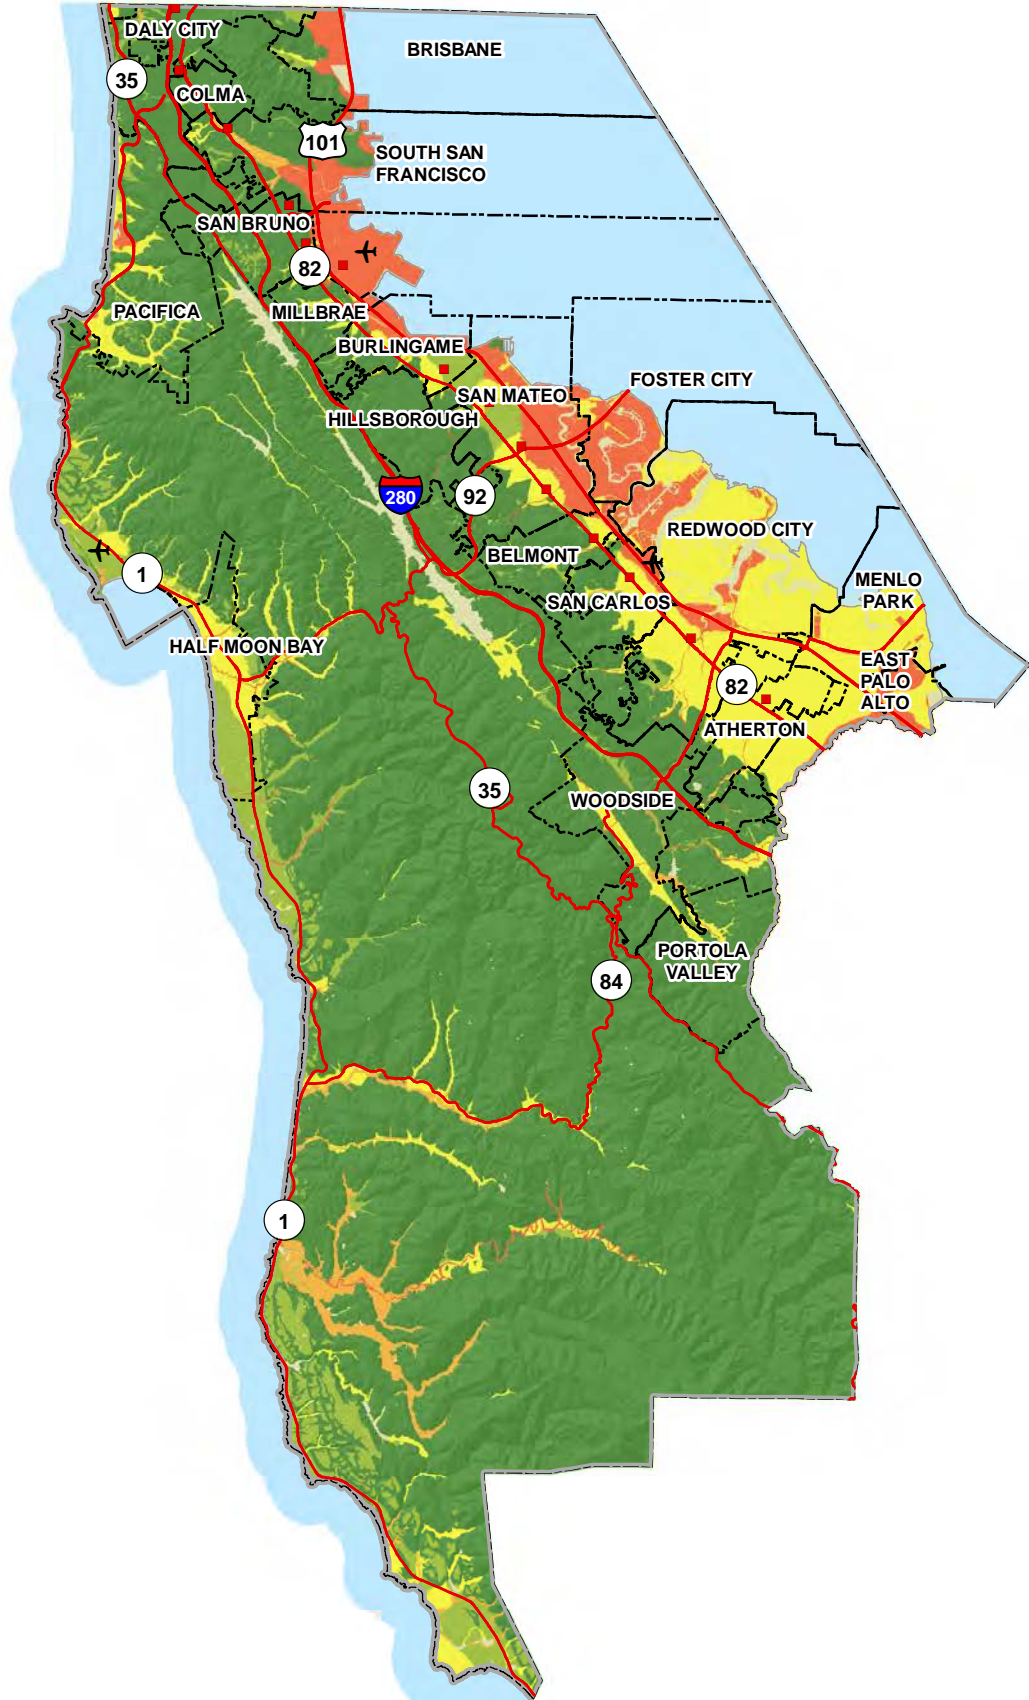 DALY CITY
BRISBANE
35
COLMA
101
SOUTH SAN
FRANCISCO
SAN BRUNO
82
PACIFICA
MILLBRAE
BURLINGAME
FOSTER CITY
SAN MATEO
HILLSBOROUGH
280
92
REDWOOD CITY
BELMONT
1
MENLO
PARK
SAN CARLOS
HALF MOON BAY
EAST
PALO
ALTO
82
ATHERTON
35
WOODSIDE
PORTOLA
VALLEY
84
1